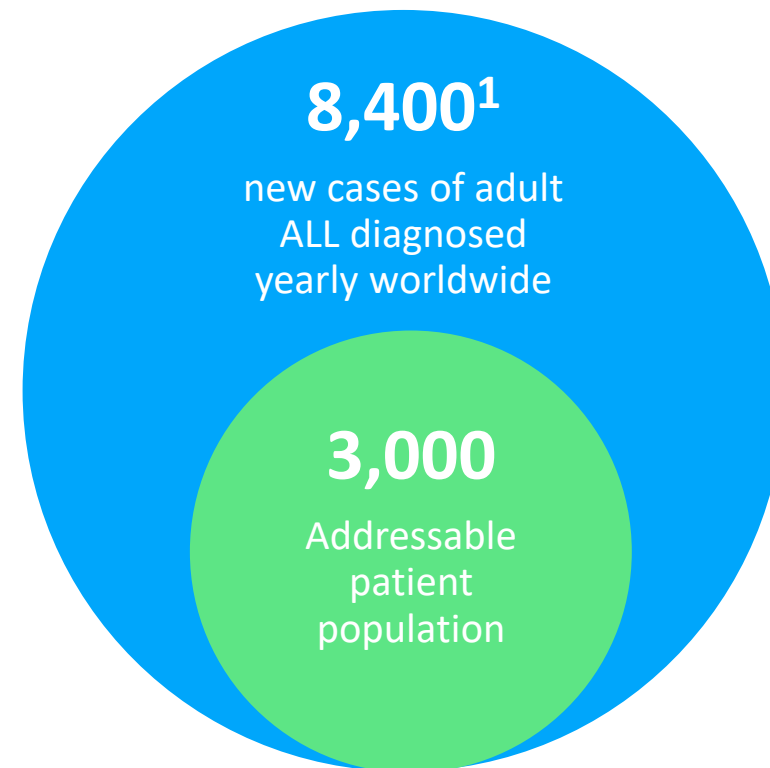 8,400¹
new cases of adult
ALL diagnosed
yearly worldwide
3,000
Addressable
patient
population